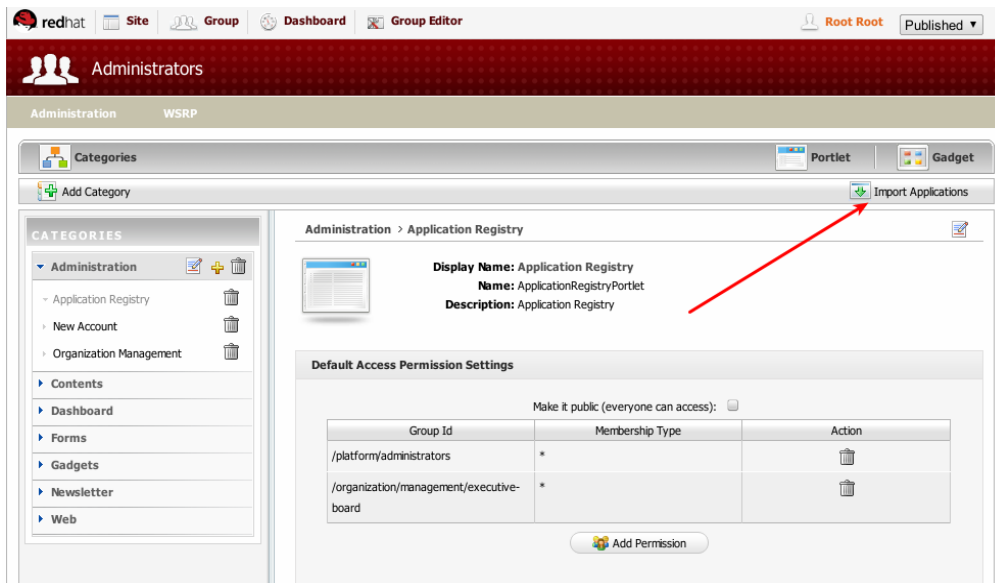 redhat Site Group Dashboard Group Editor Root Root Published ▼
Administrators
Administration WSRP
Categories Portlet Gadget
Add Category Import Applications
CATEGORIES
Administration
Application Registry
New Account
Organization Management
Contents
Dashboard
Forms
Gadgets
Newsletter
Web
Administration > Application Registry
Display Name: Application Registry
Name: ApplicationRegistryPortlet
Description: Application Registry
Default Access Permission Settings
Make it public (everyone can access):
Group Id Membership Type Action
/platform/administrators *
/organization/management/executive- *
board
Add Permission